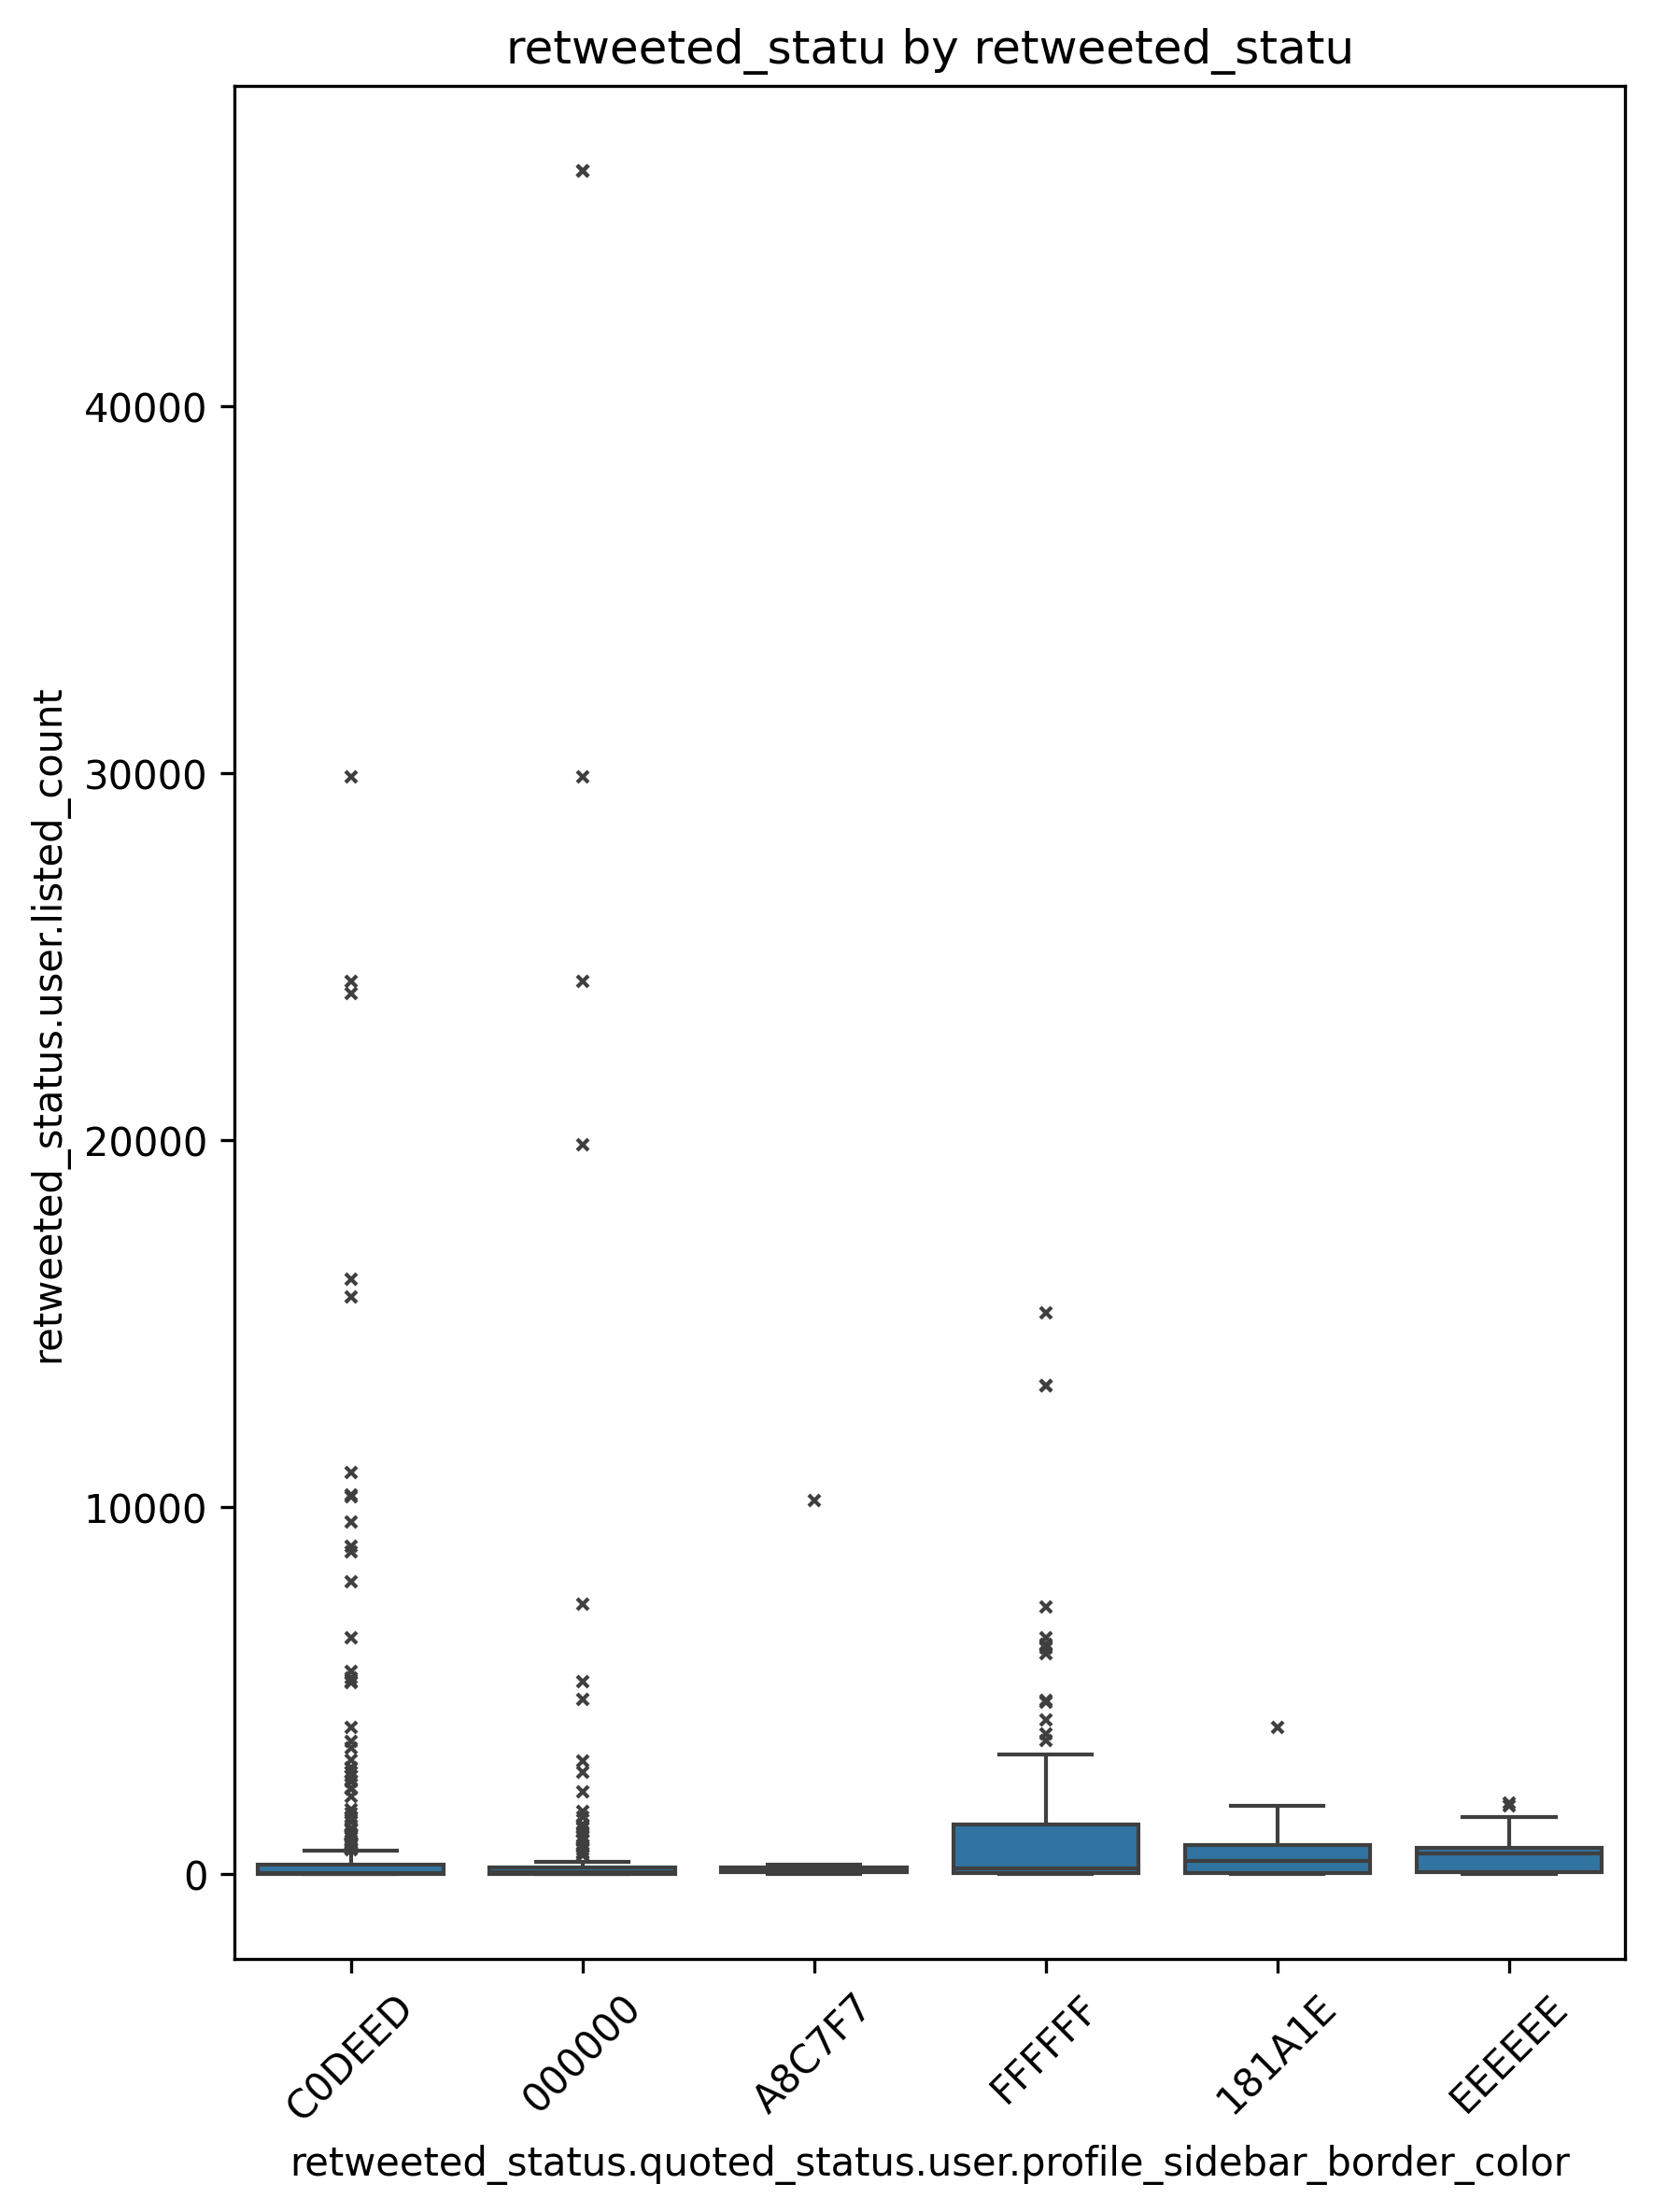 retweeted_statu by retweeted_statu
retweeted_status.user.listed_count
40000
30000
20000
10000
0
C0DEED
000000
A8C7F7
FFFFFF
181A1E
EEEEEE
retweeted_status.quoted_status.user.profile_sidebar_border_color